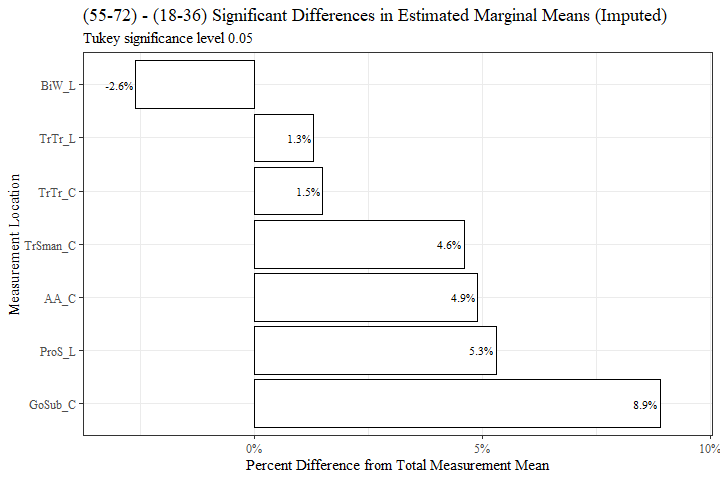 (55-72) - (18-36) Significant Differences in Estimated Marginal Means (Imputed)
Tukey significance level 0.05
Measurement Location
BiW_L
-2.6%
TrTr_L
1.3%
TrTr_C
1.5%
TrSman_C
4.6%
AA_C
4.9%
ProS_L
5.3%
GoSub_C
8.9%
0%
5%
10%
Percent Difference from Total Measurement Mean